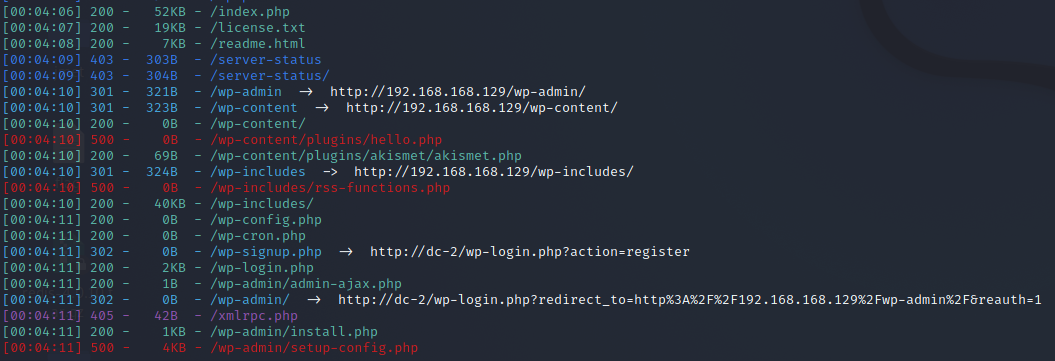 [00:04:06] 200 -   52KB - /index.php
[00:04:07] 200 -   19KB - /license.txt
[00:04:08] 200 -    7KB - /readme.html
[00:04:09] 403 -  303B  - /server-status
[00:04:09] 403 -  304B  - /server-status/
[00:04:10] 301 -  321B  - /wp-admin  ->  http://192.168.168.129/wp-admin/
[00:04:10] 301 -  323B  - /wp-content  ->  http://192.168.168.129/wp-content/
[00:04:10] 200 -    0B  - /wp-content/
[00:04:10] 500 -    0B  - /wp-content/plugins/hello.php
[00:04:10] 200 -   69B  - /wp-content/plugins/akismet/akismet.php
[00:04:10] 301 -  324B  - /wp-includes  ->  http://192.168.168.129/wp-includes/
[00:04:10] 500 -    0B  - /wp-includes/rss-functions.php
[00:04:10] 200 -   40KB - /wp-includes/
[00:04:11] 200 -    0B  - /wp-config.php
[00:04:11] 200 -    0B  - /wp-cron.php
[00:04:11] 302 -    0B  - /wp-signup.php  ->  http://dc-2/wp-login.php?action=register
[00:04:11] 200 -    2KB - /wp-login.php
[00:04:11] 200 -    1B  - /wp-admin/admin-ajax.php
[00:04:11] 302 -    0B  - /wp-admin/  ->  http://dc-2/wp-login.php?redirect_to=http%3A%2F%2F192.168.168.129%2Fwp-admin%2F&reauth=1
[00:04:11] 405 -   42B  - /xmlrpc.php
[00:04:11] 200 -    1KB - /wp-admin/install.php
[00:04:11] 500 -    4KB - /wp-admin/setup-config.php